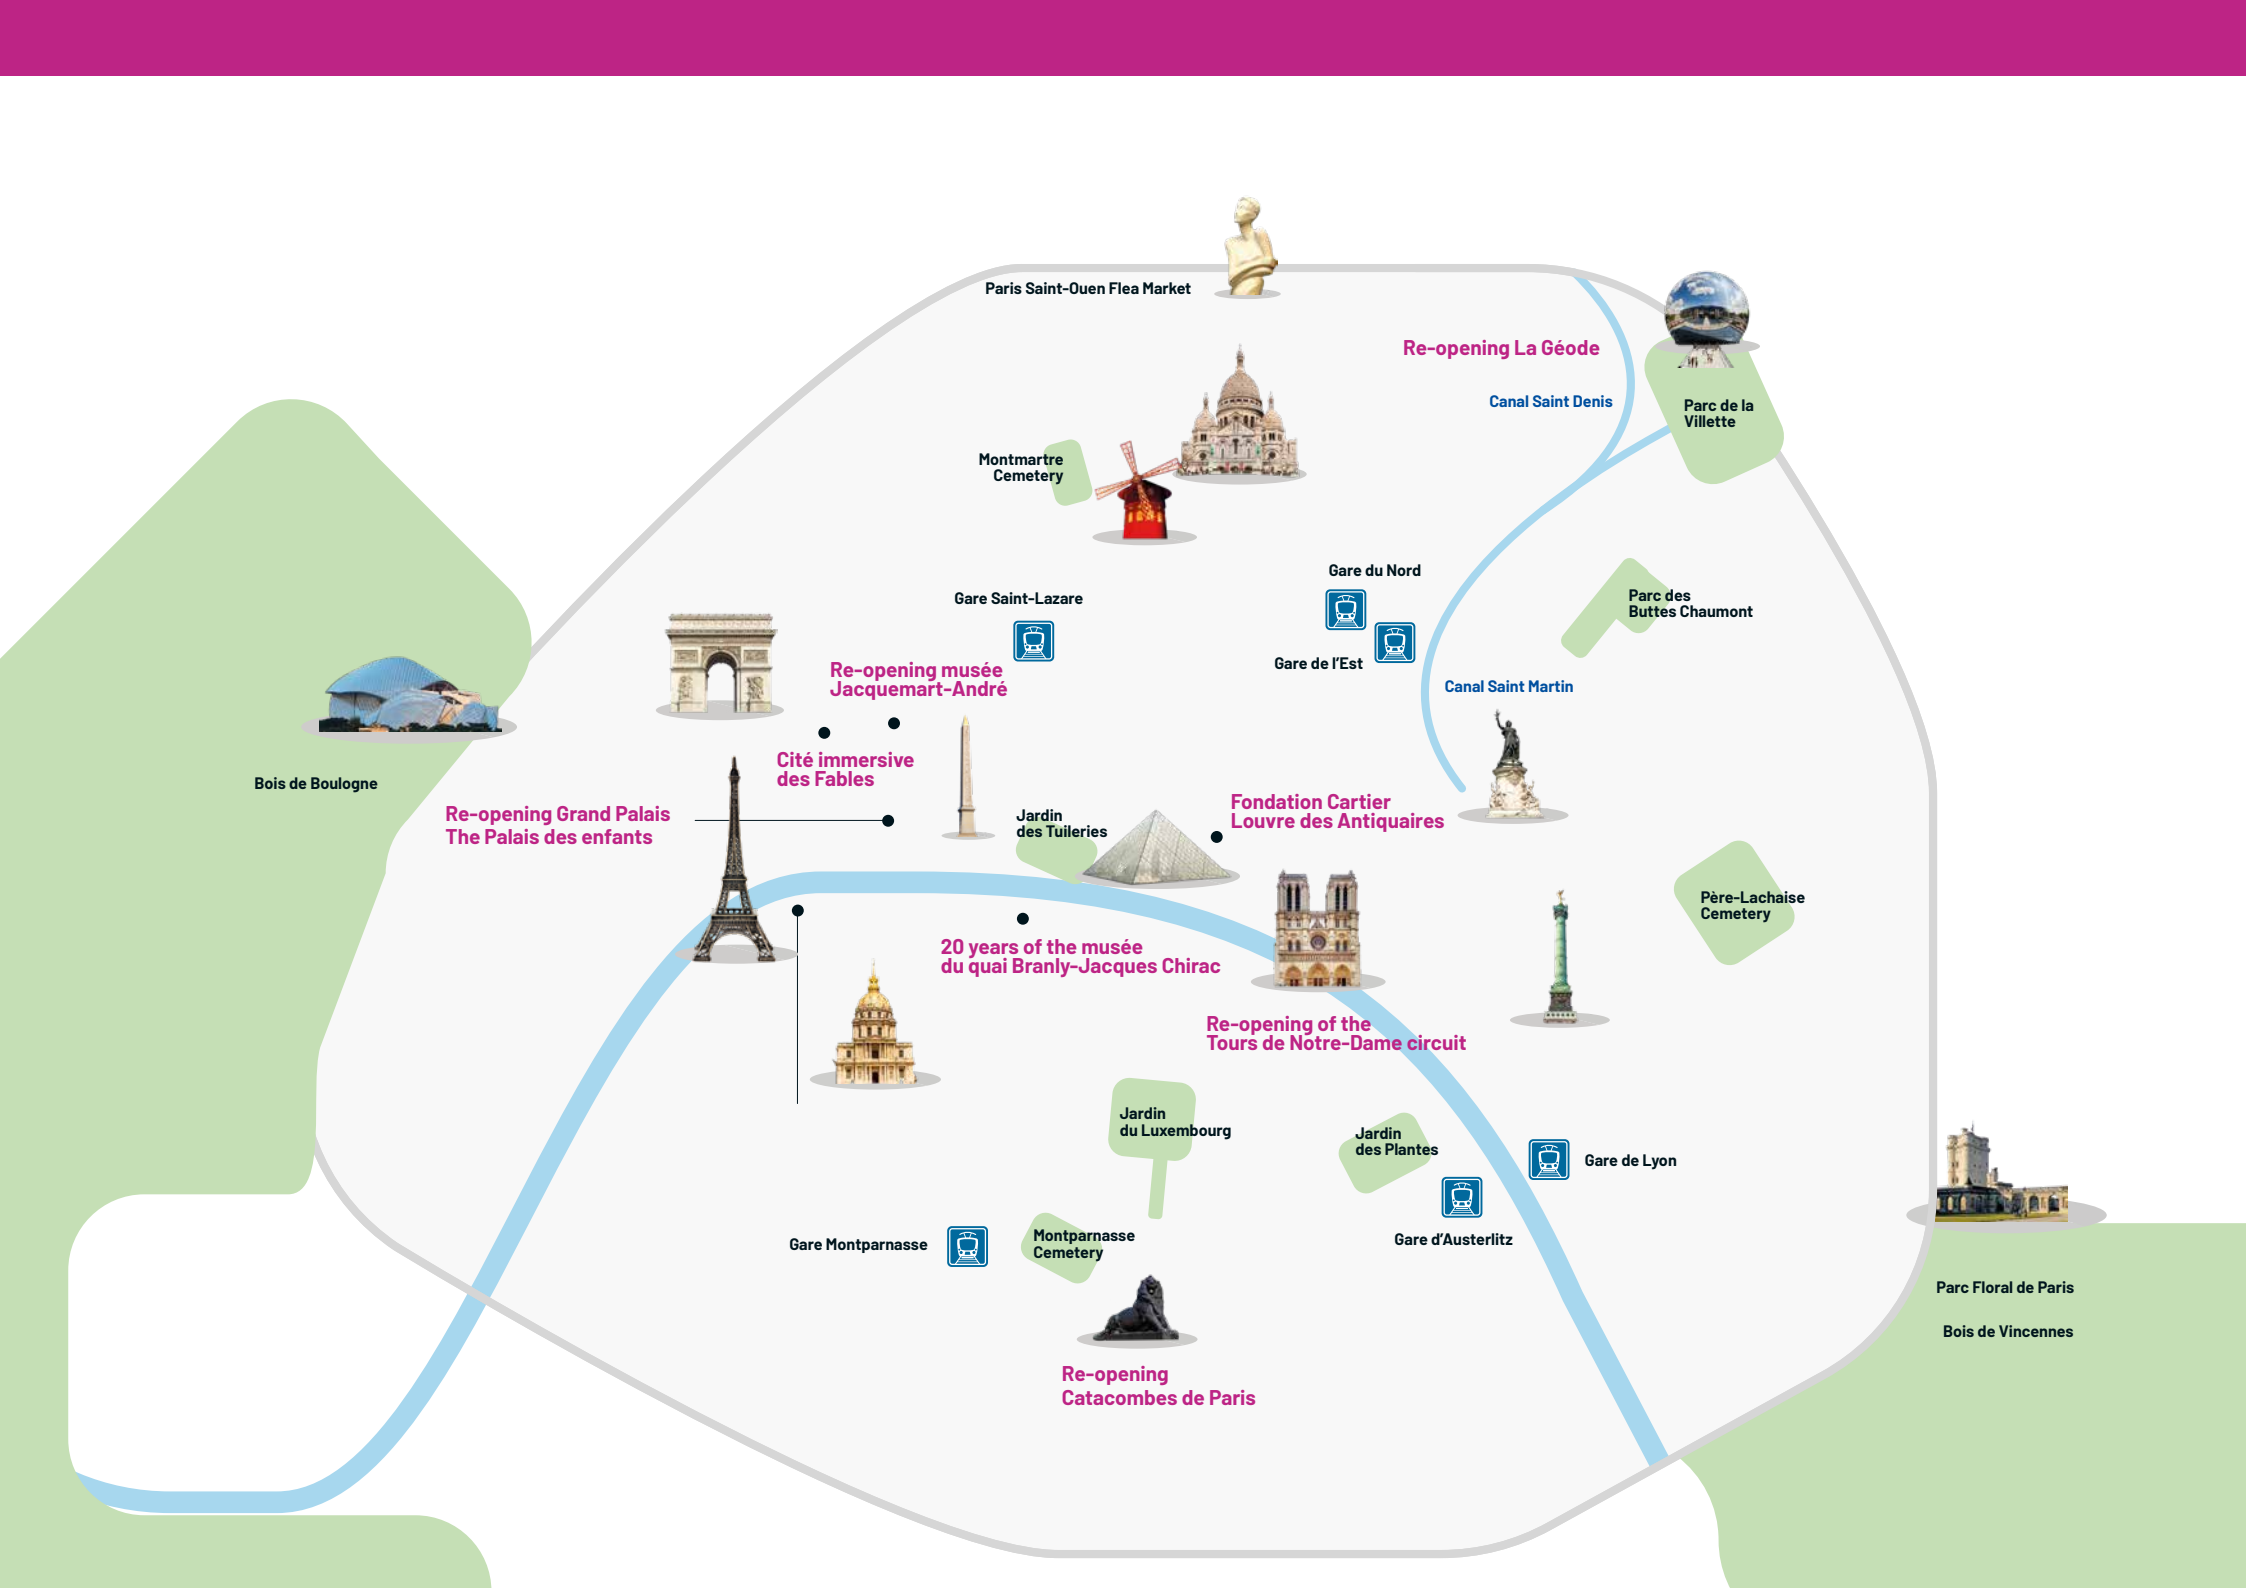 Paris Saint-Ouen Flea Market
Re-opening La Géode
Canal Saint Denis
Parc de la
Villette
Montmartre
Cemetery
Gare du Nord
Parc des
Buttes Chaumont
Gare Saint-Lazare
Gare de l'Est
Re-opening musée
Jacquemart-André
Canal Saint Martin
Cité immersive
des Fables
Bois de Boulogne
Re-opening Grand Palais
The Palais des enfants
Jardin
des Tuileries
Fondation Cartier
Louvre des Antiquaires
Père-Lachaise
Cemetery
20 years of the musée
du quai Branly-Jacques Chirac
Re-opening of the
Tours de Notre-Dame circuit
Jardin
du Luxembourg
Jardin
des Plantes
Gare de Lyon
Gare Montparnasse
Montparnasse
Cemetery
Gare d'Austerlitz
Parc Floral de Paris
Bois de Vincennes
Re-opening
Catacombes de Paris